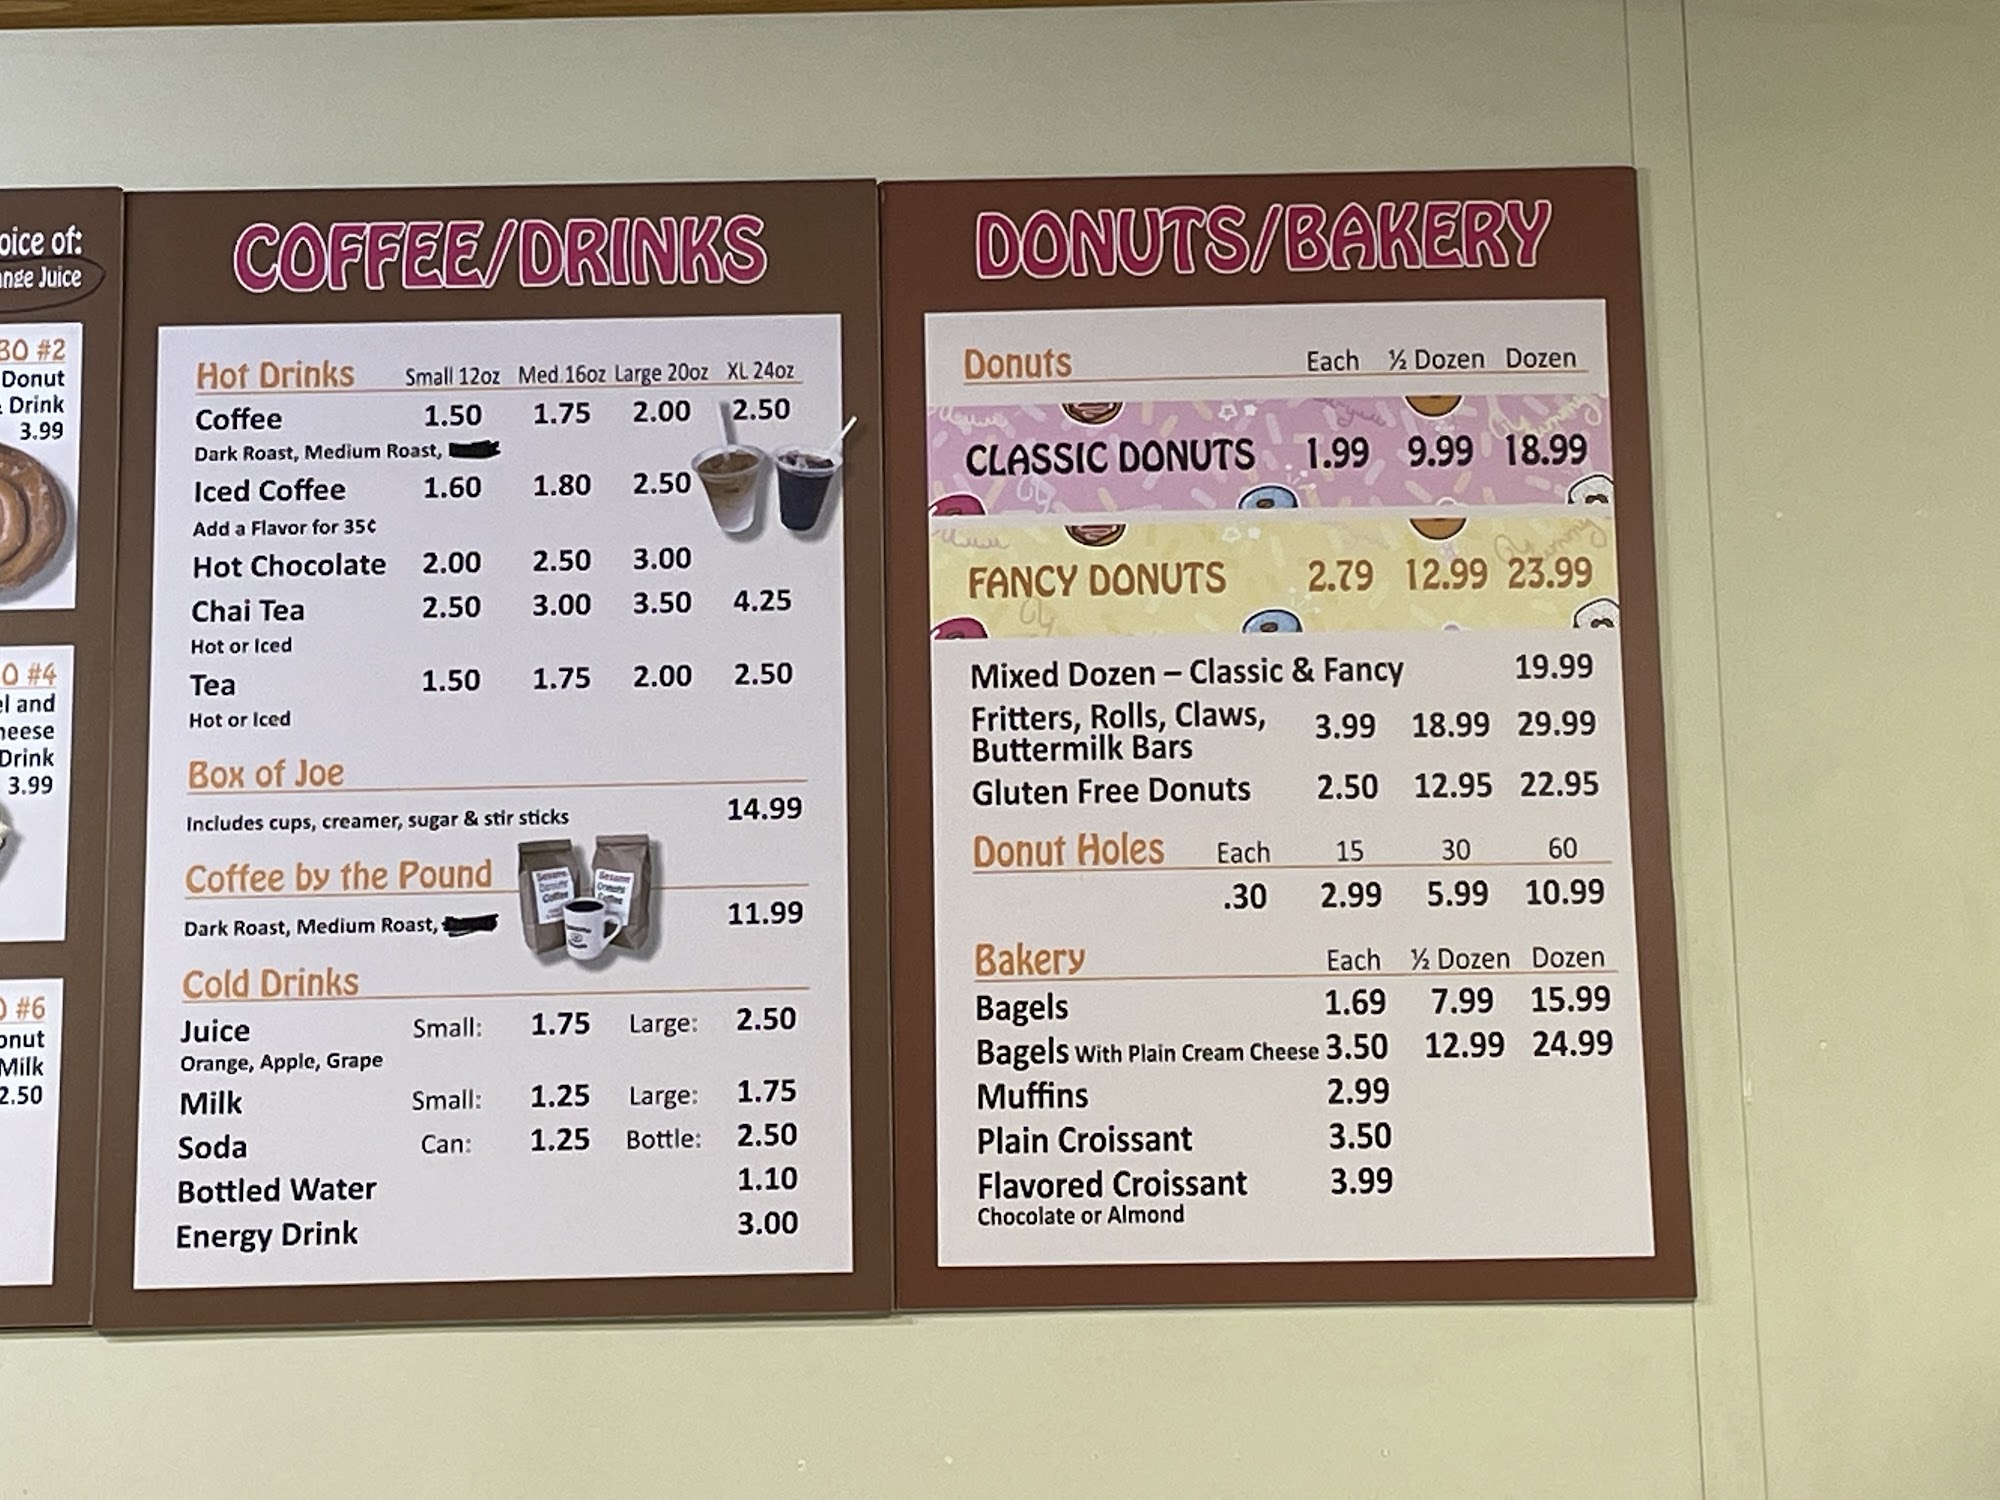 oice of:
ange Juice
BO #2
Donut
& Drink
3.99
O #4
el and
heese
Drink
3.99
O #6
onut
Milk
2.50
COFFEE/DRINKS
Hot Drinks Small 12oz Med 16oz Large 20oz XL 24oz
Coffee 1.50 1.75 2.00 2.50
Dark Roast, Medium Roast,
Iced Coffee 1.60 1.80 2.50
Add a Flavor for 35¢
Hot Chocolate 2.00 2.50 3.00
Chai Tea 2.50 3.00 3.50 4.25
Hot or Iced
Tea 1.50 1.75 2.00 2.50
Hot or Iced
Box of Joe
Includes cups, creamer, sugar & stir sticks 14.99
Coffee by the Pound
Dark Roast, Medium Roast, 11.99
Cold Drinks
Juice Small: 1.75 Large: 2.50
Orange, Apple, Grape
Milk Small: 1.25 Large: 1.75
Soda Can: 1.25 Bottle: 2.50
Bottled Water 1.10
Energy Drink 3.00
DONUTS/BAKERY
Donuts Each ½ Dozen Dozen
CLASSIC DONUTS 1.99 9.99 18.99
FANCY DONUTS 2.79 12.99 23.99
Mixed Dozen – Classic & Fancy 19.99
Fritters, Rolls, Claws,
Buttermilk Bars 3.99 18.99 29.99
Gluten Free Donuts 2.50 12.95 22.95
Donut Holes Each 15 30 60
.30 2.99 5.99 10.99
Bakery Each ½ Dozen Dozen
Bagels 1.69 7.99 15.99
Bagels With Plain Cream Cheese 3.50 12.99 24.99
Muffins 2.99
Plain Croissant 3.50
Flavored Croissant 3.99
Chocolate or Almond